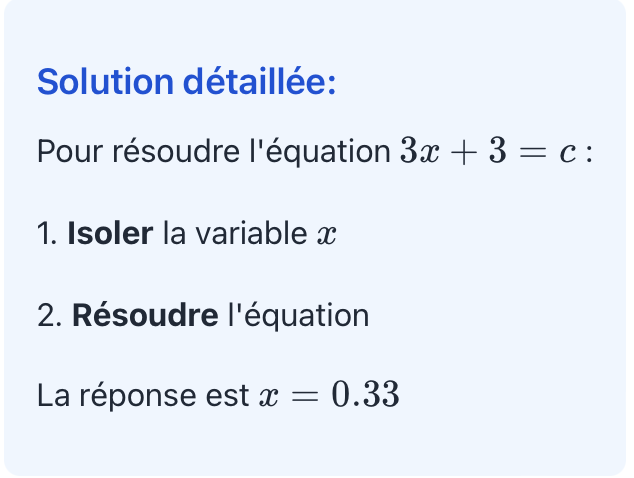 Solution détaillée:
Pour résoudre l'équation 3x + 3 = c :
1. Isoler la variable x
2. Résoudre l'équation
La réponse est x = 0.33